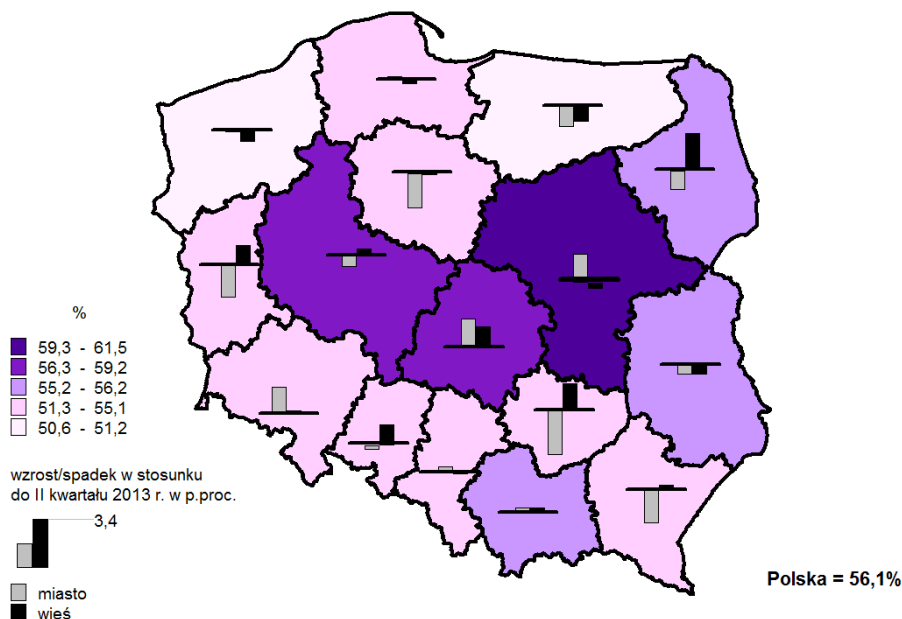 %
59,3 - 61,5
56,3 - 59,2
55,2 - 56,2
51,3 - 55,1
50,6 - 51,2
wzrost/spadek w stosunku
do II kwartału 2013 r. w p.proc.
3,4
miasto
wieś
Polska = 56,1%